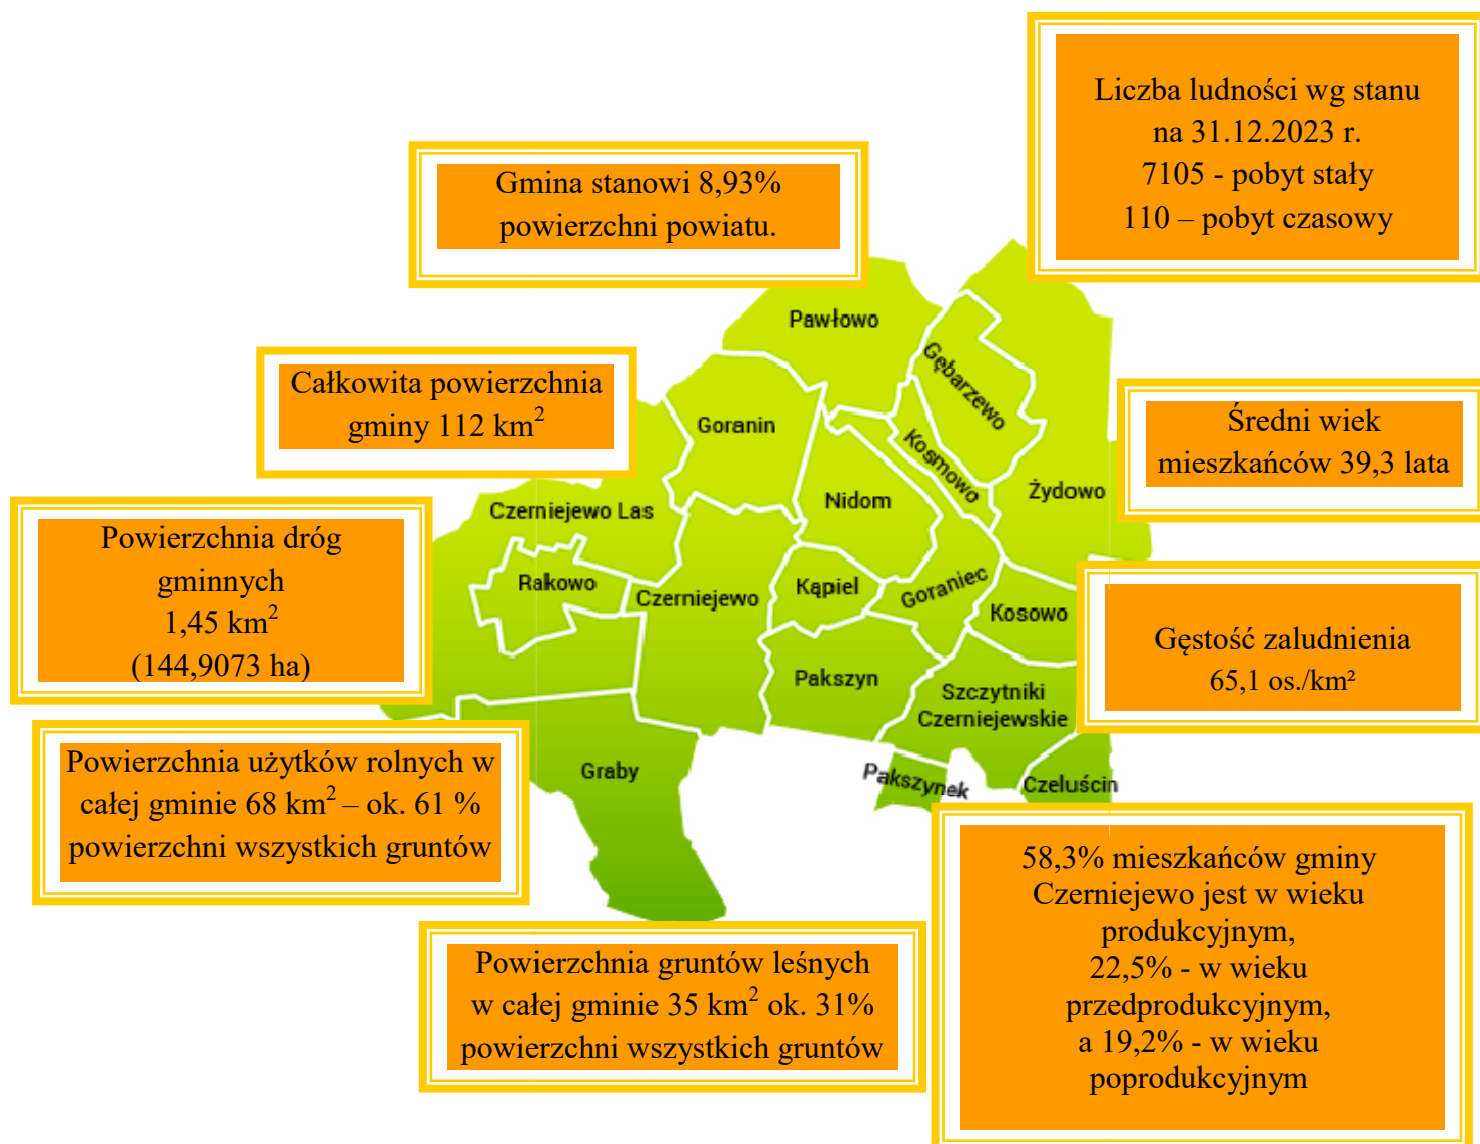 Liczba ludności wg stanu
na 31.12.2023 r.
7105 - pobyt stały
110 – pobyt czasowy
Gmina stanowi 8,93%
powierzchni powiatu.
Całkowita powierzchnia
gminy 112 km²
Średni wiek
mieszkańców 39,3 lata
Powierzchnia dróg
gminnych
1,45 km²
(144,9073 ha)
Gęstość zaludnienia
65,1 os./km²
Powierzchnia użytków rolnych w
całej gminie 68 km² – ok. 61 %
powierzchni wszystkich gruntów
Powierzchnia gruntów leśnych
w całej gminie 35 km² ok. 31%
powierzchni wszystkich gruntów
58,3% mieszkańców gminy
Czerniejewo jest w wieku
produkcyjnym,
22,5% - w wieku
przedprodukcyjnym,
a 19,2% - w wieku
poprodukcyjnym
Pawłowo
Gębarzewo
Goranin
Kosmowo
Żydowo
Nidom
Czerniejewo Las
Rakowo
Czerniejewo
Kąpiel
Goraniec
Kosowo
Pakszyn
Szczytniki
Czerniejewskie
Graby
Pakszynek
Czeluścin